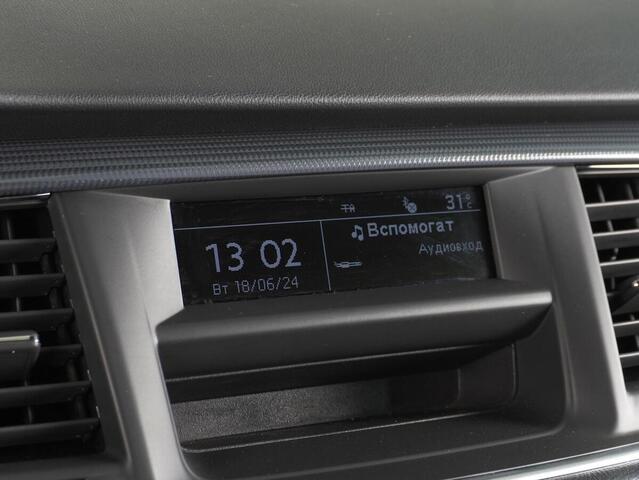 TA 31°C
13 02
Вт 18/06/24
Вспомогат
Аудиовход